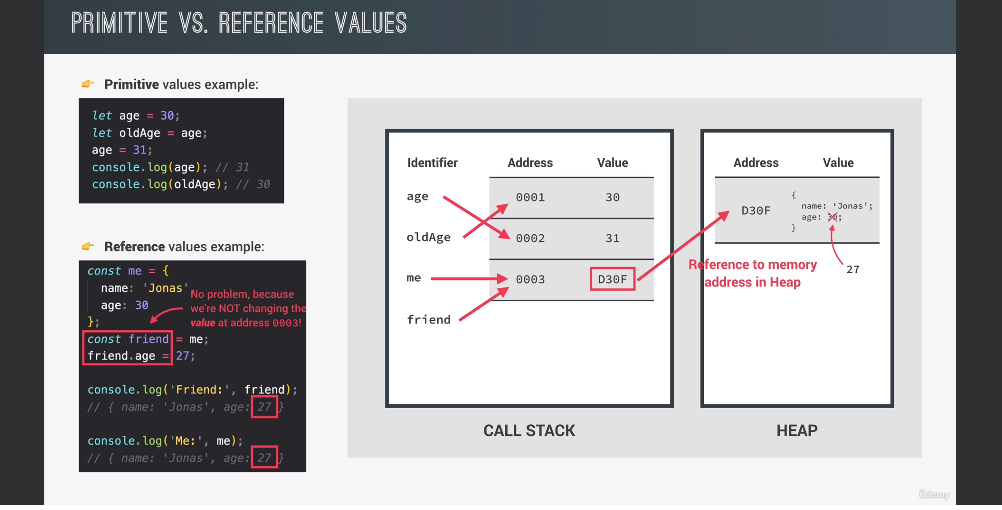 PRIMITIVE VS. REFERENCE VALUES
👉 Primitive values example:
let age = 30;
let oldAge = age;
age = 31;
console.log(age); // 31
console.log(oldAge); // 30
👉 Reference values example:
const me = {
name: 'Jonas'
age: 30
};
No problem, because
we're NOT changing the
value at address 0003!
const friend = me;
friend.age = 27;
console.log('Friend:', friend);
// { name: 'Jonas', age: 27 }
console.log('Me:', me);
// { name: 'Jonas', age: 27 }
Identifier Address Value
age 0001 30
oldAge 0002 31
me 0003 D30F
friend
CALL STACK
Address Value
D30F
{
name: 'Jonas';
age: 30;
}
27
Reference to memory
address in Heap
HEAP
Udemy